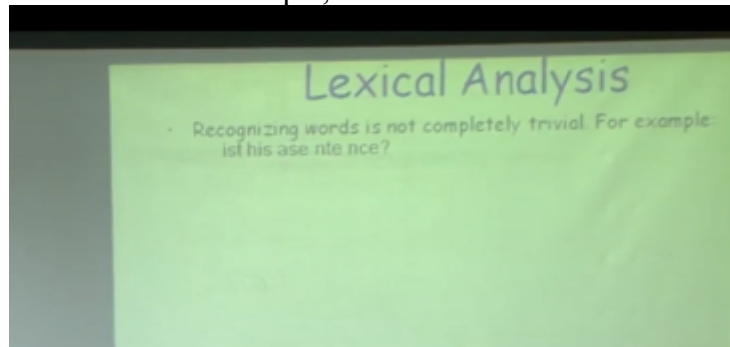 Lexical Analysis
· Recognizing words is not completely trivial. For example:
ist his ase nte nce?